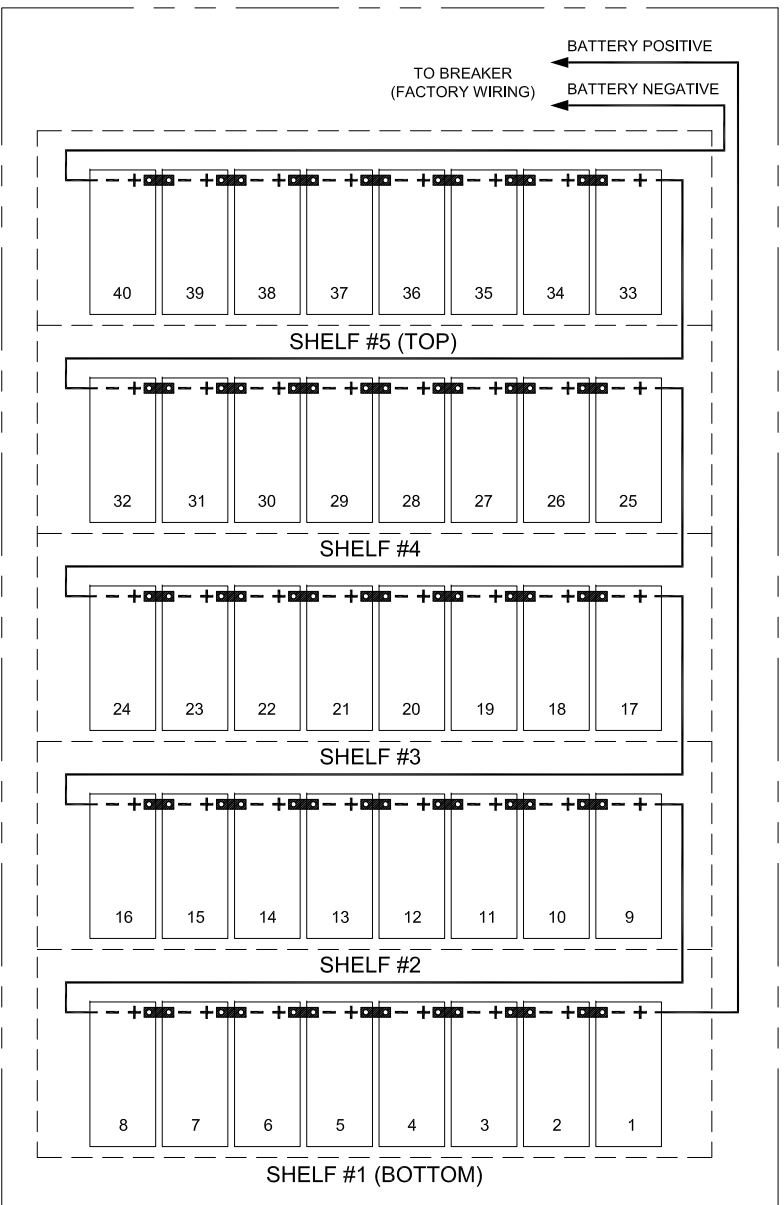 BATTERY POSITIVE
TO BREAKER
(FACTORY WIRING)
BATTERY NEGATIVE
- + - + - + - + - + - + - + - +
40 39 38 37 36 35 34 33
SHELF #5 (TOP)
- + - + - + - + - + - + - + - +
32 31 30 29 28 27 26 25
SHELF #4
- + - + - + - + - + - + - + - +
24 23 22 21 20 19 18 17
SHELF #3
- + - + - + - + - + - + - + - +
16 15 14 13 12 11 10 9
SHELF #2
- + - + - + - + - + - + - + - +
8 7 6 5 4 3 2 1
SHELF #1 (BOTTOM)